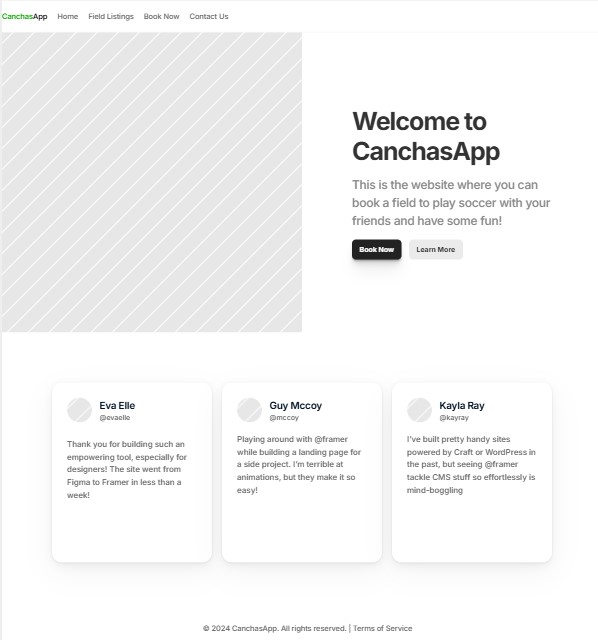 CanchasApp Home Field Listings Book Now Contact Us
Welcome to
CanchasApp
This is the website where you can
book a field to play soccer with your
friends and have some fun!
Book Now Learn More
Eva Elle
@evaelle
Thank you for building such an
empowering tool, especially for
designers! The site went from
Figma to Framer in less than a
week!
Guy Mccoy
@mccoy
Playing around with @framer
while building a landing page for
a side project. I'm terrible at
animations, but they make it so
easy!
Kayla Ray
@kayray
I've built pretty handy sites
powered by Craft or WordPress in
the past, but seeing @framer
tackle CMS stuff so effortlessly is
mind-boggling
© 2024 CanchasApp. All rights reserved. | Terms of Service